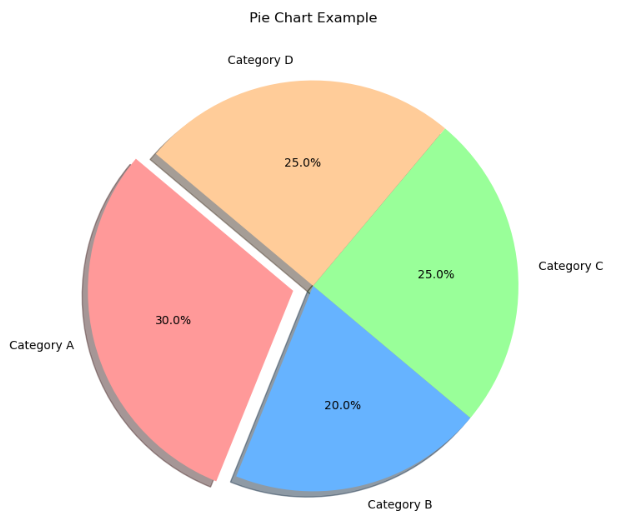 Pie Chart Example
Category D
25.0%
Category C
25.0%
30.0%
Category A
20.0%
Category B